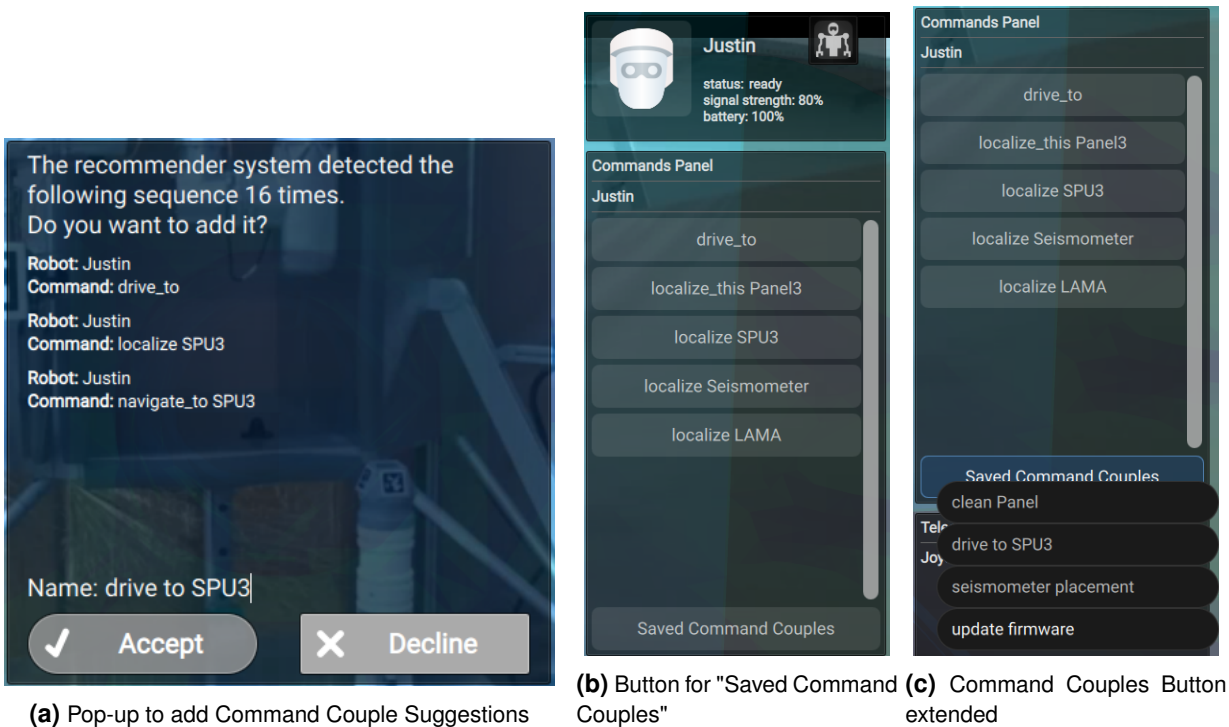 The recommender system detected the
following sequence 16 times.
Do you want to add it?
Robot: Justin
Command: drive_to
Robot: Justin
Command: localize SPU3
Robot: Justin
Command: navigate_to SPU3
Name: drive to SPU3
Accept
Decline
(a) Pop-up to add Command Couple Suggestions
Justin
status: ready
signal strength: 80%
battery: 100%
Commands Panel
Justin
drive_to
localize_this Panel3
localize SPU3
localize Seismometer
localize LAMA
Saved Command Couples
(b) Button for "Saved Command
Couples"
Commands Panel
Justin
drive_to
localize_this Panel3
localize SPU3
localize Seismometer
localize LAMA
Saved Command Couples
clean Panel
Tele
drive to SPU3
Joy
seismometer placement
update firmware
(c) Command Couples Button
extended